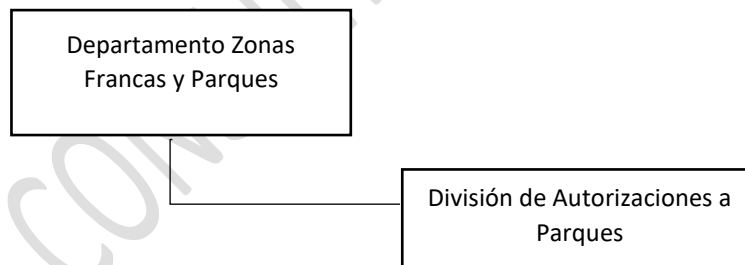 Departamento Zonas
Francas y Parques
División de Autorizaciones a
Parques